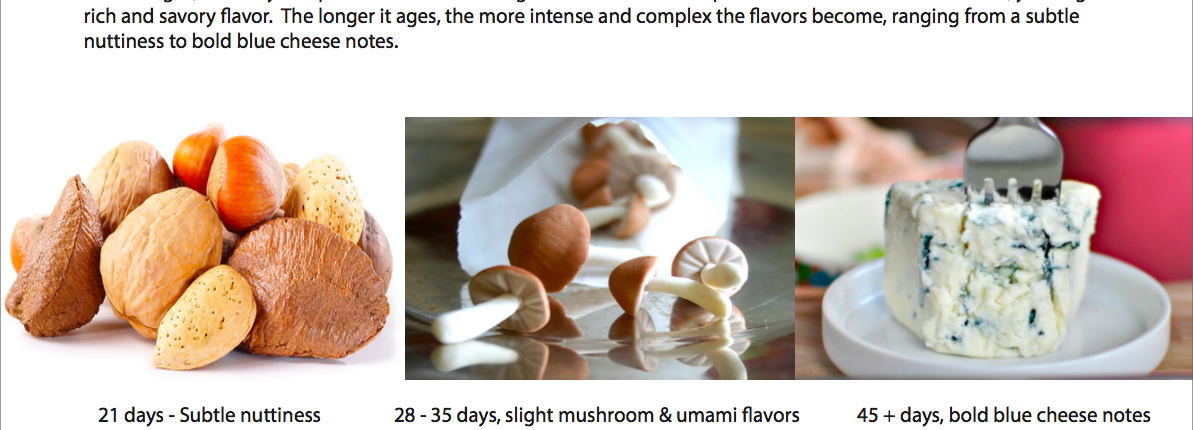 rich and savory flavor.  The longer it ages, the more intense and complex the flavors become, ranging from a subtle
nuttiness to bold blue cheese notes.
21 days - Subtle nuttiness
28 - 35 days, slight mushroom & umami flavors
45 + days, bold blue cheese notes